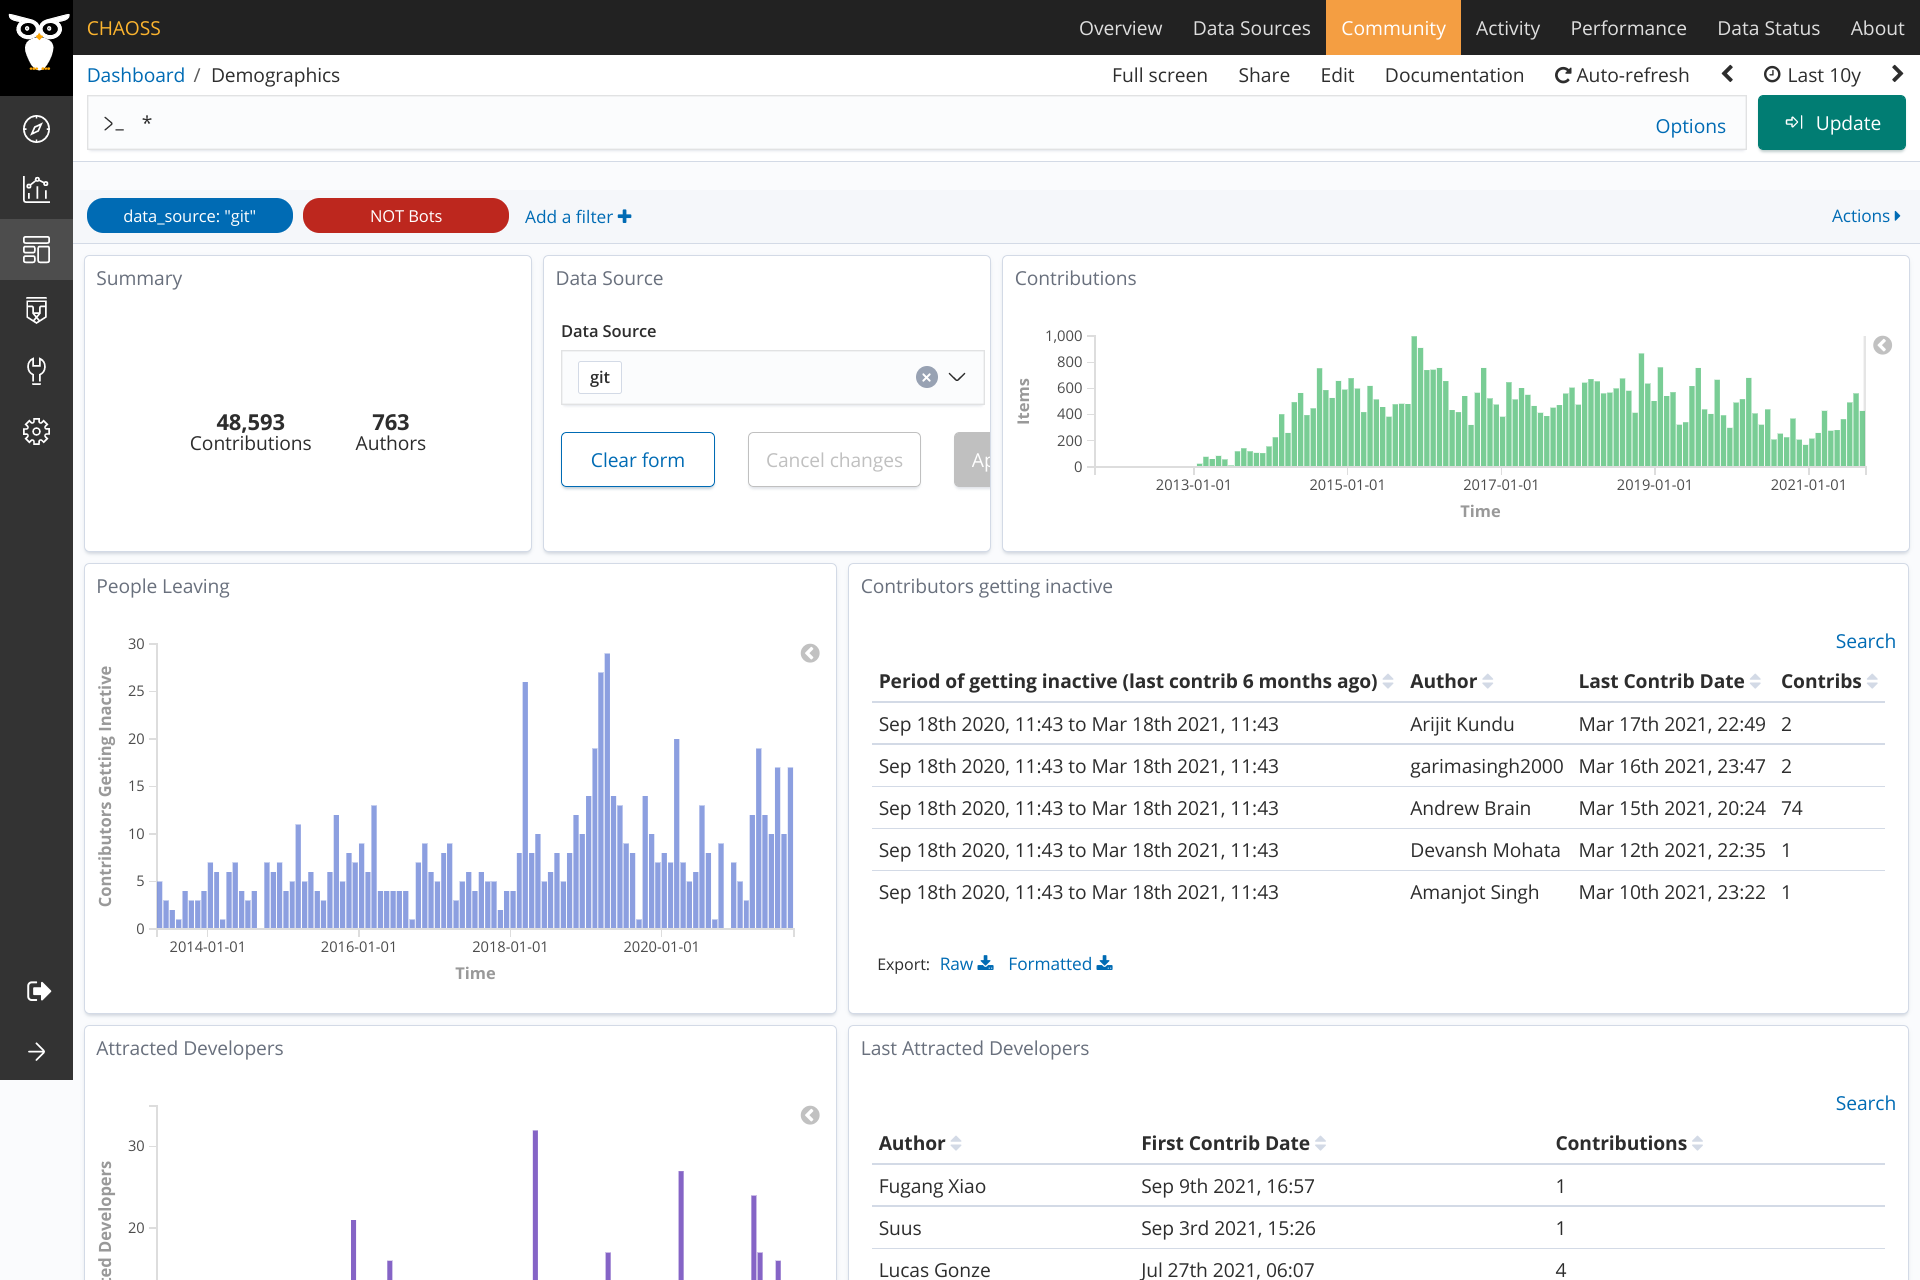 CHAOSS
Overview Data Sources Community Activity Performance Data Status About
Dashboard / Demographics
Full screen Share Edit Documentation Auto-refresh Last 10y
>_ *
Options
Update
data_source: "git"
NOT Bots
Add a filter
Actions
Summary
48,593
Contributions
763
Authors
Data Source
Data Source
git
Clear form
Cancel changes
Ap
Contributions
1,000
800
600
400
200
0
Items
2013-01-01 2015-01-01 2017-01-01 2019-01-01 2021-01-01
Time
People Leaving
30
25
20
15
10
5
0
Contributors Getting Inactive
2014-01-01 2016-01-01 2018-01-01 2020-01-01
Time
Contributors getting inactive
Search
Period of getting inactive (last contrib 6 months ago) Author Last Contrib Date Contribs
Sep 18th 2020, 11:43 to Mar 18th 2021, 11:43 Arijit Kundu Mar 17th 2021, 22:49 2
Sep 18th 2020, 11:43 to Mar 18th 2021, 11:43 garimasingh2000 Mar 16th 2021, 23:47 2
Sep 18th 2020, 11:43 to Mar 18th 2021, 11:43 Andrew Brain Mar 15th 2021, 20:24 74
Sep 18th 2020, 11:43 to Mar 18th 2021, 11:43 Devansh Mohata Mar 12th 2021, 22:35 1
Sep 18th 2020, 11:43 to Mar 18th 2021, 11:43 Amanjot Singh Mar 10th 2021, 23:22 1
Export: Raw Formatted
Attracted Developers
30
20
ted Developers
Last Attracted Developers
Search
Author First Contrib Date Contributions
Fugang Xiao Sep 9th 2021, 16:57 1
Suus Sep 3rd 2021, 15:26 1
Lucas Gonze Jul 27th 2021, 06:07 4